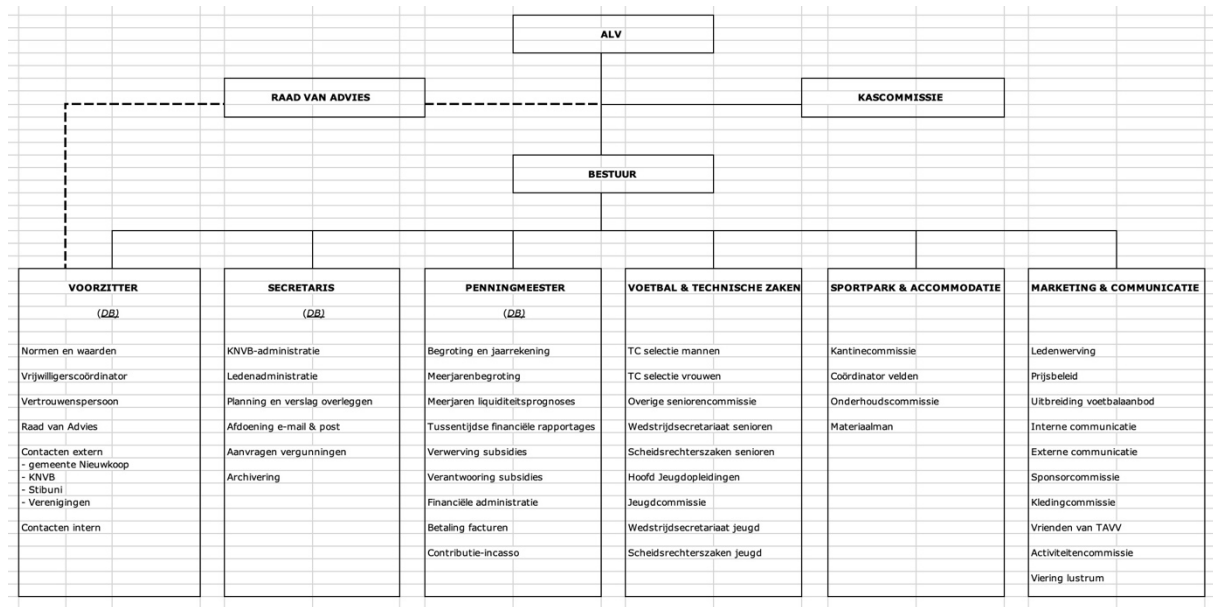 ALV
RAAD VAN ADVIES
KASCOMMISSIE
BESTUUR
VOORZITTER
(DB)
Normen en waarden
Vrijwilligerscoördinator
Vertrouwenspersoon
Raad van Advies
Contacten extern
- gemeente Nieuwkoop
- KNVB
- Stibuni
- Verenigingen
Contacten intern
SECRETARIS
(DB)
KNVB-administratie
Ledenadministratie
Planning en verslag overleggen
Afdoening e-mail & post
Aanvragen vergunningen
Archivering
PENNINGMEESTER
(DB)
Begroting en jaarrekening
Meerjarenbegroting
Meerjaren liquiditeitsprognoses
Tussentijdse financiële rapportages
Verwerving subsidies
Verantwooring subsidies
Financiële administratie
Betaling facturen
Contributie-incasso
VOETBAL & TECHNISCHE ZAKEN
TC selectie mannen
TC selectie vrouwen
Overige seniorencommissie
Wedstrijdsecretariaat senioren
Scheidsrechterszaken senioren
Hoofd Jeugdopleidingen
Jeugdcommissie
Wedstrijdsecretariaat jeugd
Scheidsrechterszaken jeugd
SPORTPARK & ACCOMMODATIE
Kantinecommissie
Coördinator velden
Onderhoudscommissie
Materiaalman
MARKETING & COMMUNICATIE
Ledenwerving
Prijsbeleid
Uitbreiding voetbalaanbod
Interne communicatie
Externe communicatie
Sponsorcommissie
Kledingcommissie
Vrienden van TAVV
Activiteitencommissie
Viering lustrum